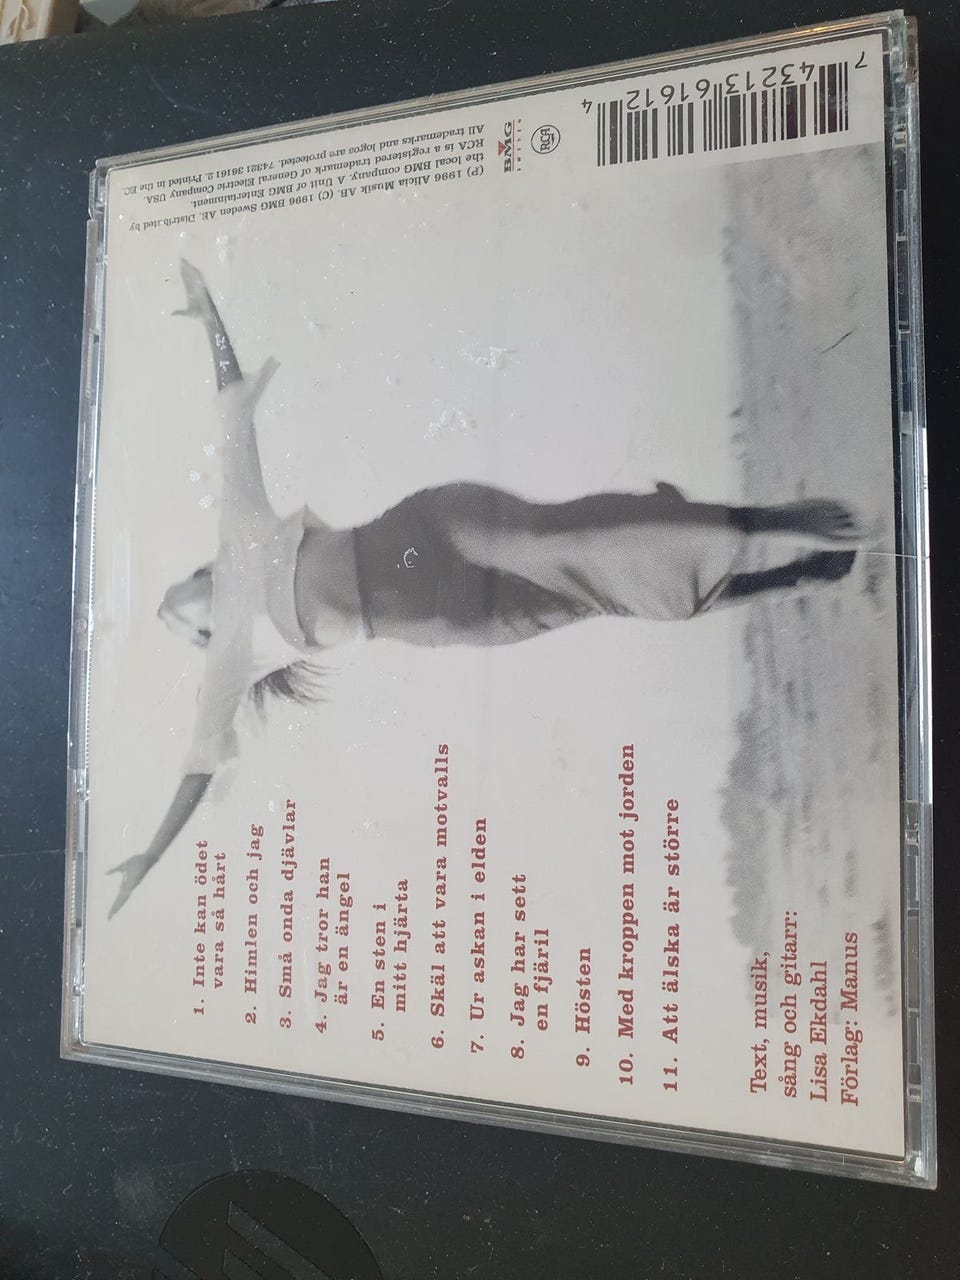 1. Inte kan ödet
vara så hårt
2. Himlen och jag
3. Små onda djävlar
4. Jag tror han
är en ängel
5. En sten i
mitt hjärta
6. Skäl att vara motvalls
7. Ur askan i elden
8. Jag har sett
en fjäril
9. Hösten
10. Med kroppen mot jorden
11. Att älska är större
Text, musik,
sång och gitarr:
Lisa Ekdahl
Förlag: Manus
(P) 1996 Alicia Musik AB. (C) 1996 BMG Sweden AB. Distributed by
the local BMG company, A Unit of BMG Entertainment.
RCA is a registered trademark of General Electric Company USA.
All trademarks and logos are protected. 74321 36161 2. Printed in the EC.
BMG
SWEDEN
RCA
7 43213 61612 4